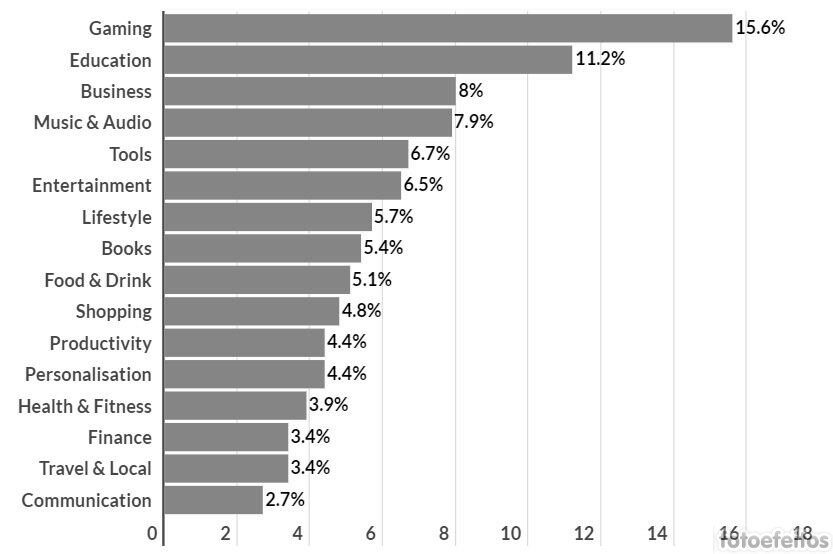 Gaming 15.6%
Education 11.2%
Business 8%
Music & Audio 7.9%
Tools 6.7%
Entertainment 6.5%
Lifestyle 5.7%
Books 5.4%
Food & Drink 5.1%
Shopping 4.8%
Productivity 4.4%
Personalisation 4.4%
Health & Fitness 3.9%
Finance 3.4%
Travel & Local 3.4%
Communication 2.7%
0 2 4 6 8 10 12 14 16 18
fotoefeitos